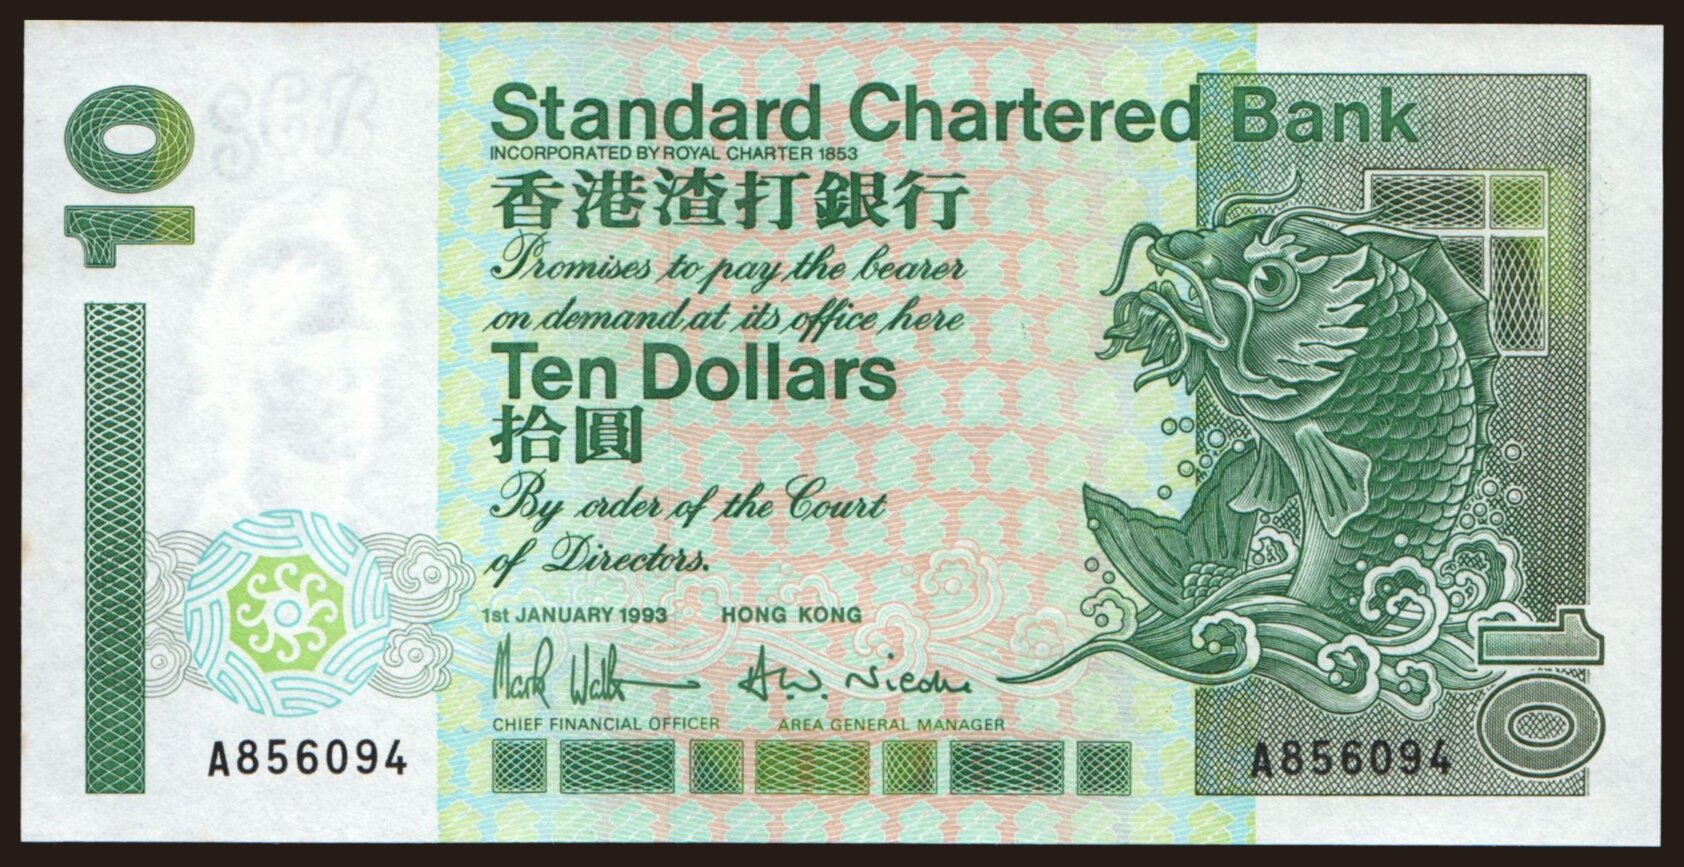 10
Standard Chartered Bank
INCORPORATED BY ROYAL CHARTER 1853
香港渣打銀行
Promises to pay the bearer
on demand at its office here
Ten Dollars
拾圓
By order of the Court
of Directors.
1st JANUARY 1993 HONG KONG
CHIEF FINANCIAL OFFICER AREA GENERAL MANAGER
A856094
A856094
10